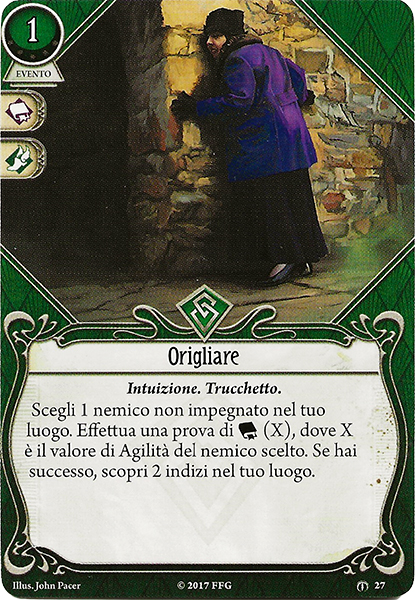 1
EVENTO
Origliare
Intuizione. Trucchetto.
Scegli 1 nemico non impegnato nel tuo
luogo. Effettua una prova di (X), dove X
è il valore di Agilità del nemico scelto. Se hai
successo, scopri 2 indizi nel tuo luogo.
Illus. John Pacer © 2017 FFG 27